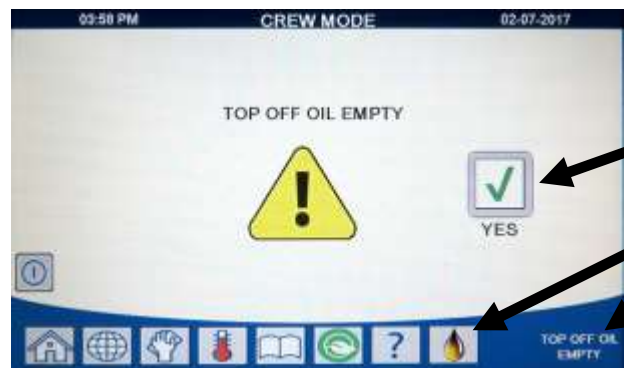 03:58 PM CREW MODE 02-07-2017
TOP OFF OIL EMPTY
!
YES
?
TOP OFF OIL
EMPTY